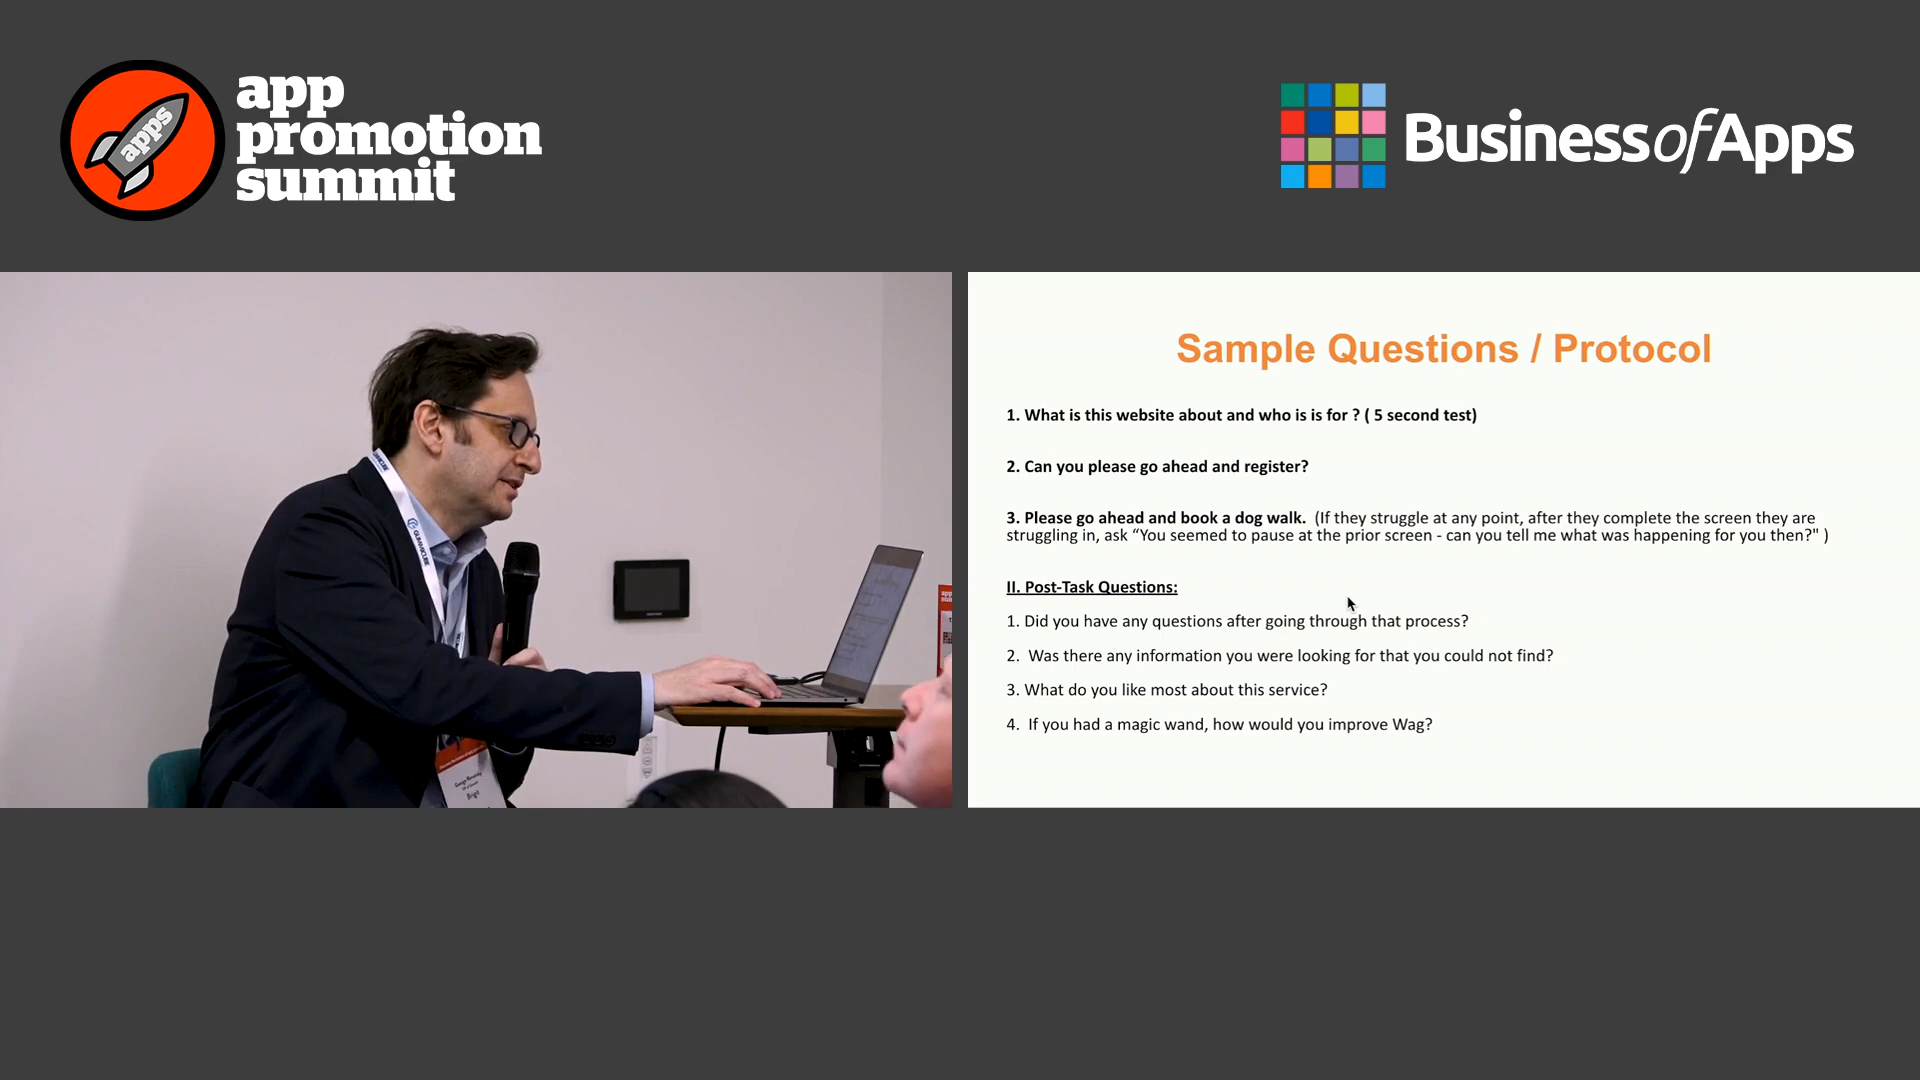 apps
app
promotion
summit
BusinessofApps
Sample Questions / Protocol
1. What is this website about and who is is for ? ( 5 second test)
2. Can you please go ahead and register?
3. Please go ahead and book a dog walk.  (If they struggle at any point, after they complete the screen they are
struggling in, ask “You seemed to pause at the prior screen - can you tell me what was happening for you then?" )
II. Post-Task Questions:
1. Did you have any questions after going through that process?
2.  Was there any information you were looking for that you could not find?
3. What do you like most about this service?
4.  If you had a magic wand, how would you improve Wag?
GUMMICUBE
Brigit